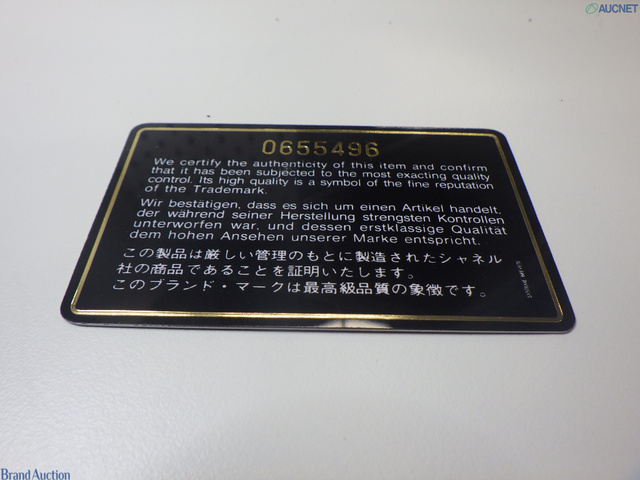 AUCNET
0655496
We certify the authenticity of this item and confirm
that it has been subjected to the most exacting quality
control. Its high quality is a symbol of the fine reputation
of the Trademark.
Wir bestätigen, dass es sich um einen Artikel handelt,
der während seiner Herstellung strengsten Kontrollen
unterworfen war, und dessen erstklassige Qualität
dem hohen Ansehen unserer Marke entspricht.
この製品は厳しい管理のもとに製造されたシャネル
社の商品であることを証明いたします。
このブランド・マークは最高級品質の象徴です。
Brand Auction